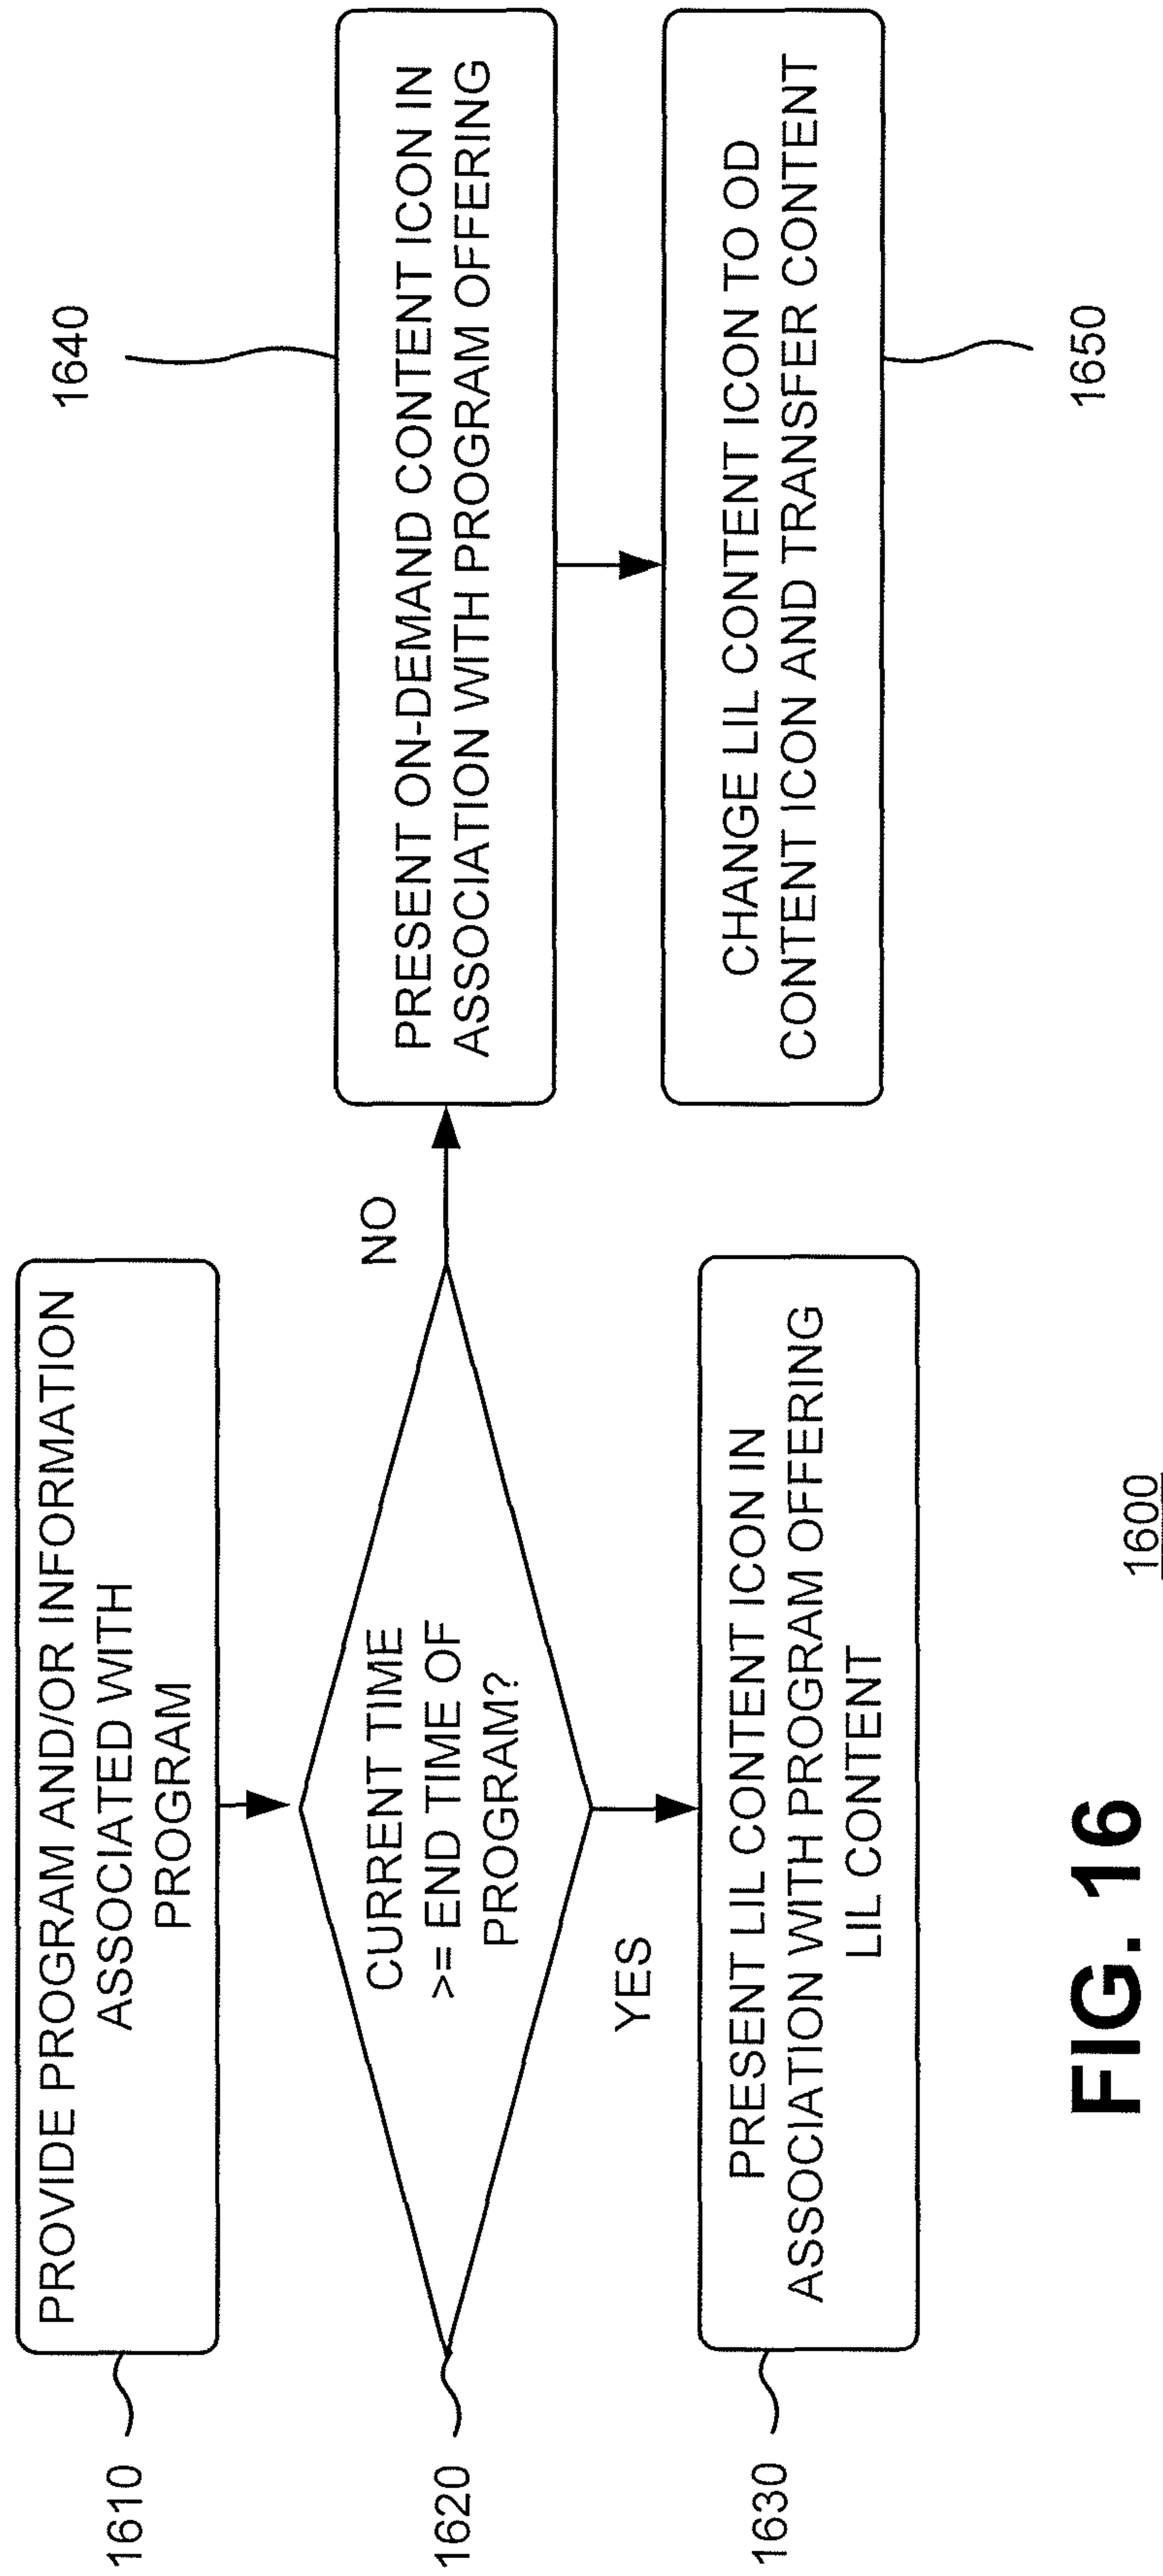 1610
PROVIDE PROGRAM AND/OR INFORMATION
ASSOCIATED WITH
PROGRAM
1620
CURRENT TIME
>= END TIME OF
PROGRAM?
NO
YES
1630
PRESENT LIL CONTENT ICON IN
ASSOCIATION WITH PROGRAM OFFERING
LIL CONTENT
1640
PRESENT ON-DEMAND CONTENT ICON IN
ASSOCIATION WITH PROGRAM OFFERING
CHANGE LIL CONTENT ICON TO OD
CONTENT ICON AND TRANSFER CONTENT
1650
FIG. 16
1600